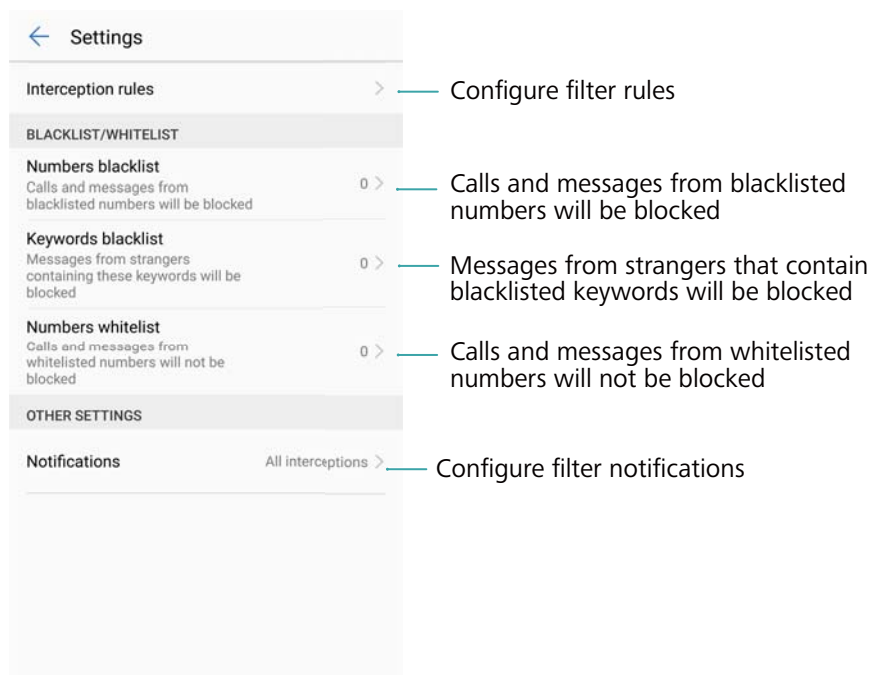 Settings
Interception rules
Configure filter rules
BLACKLIST/WHITELIST
Numbers blacklist
Calls and messages from
blacklisted numbers will be blocked
0
Calls and messages from blacklisted
numbers will be blocked
Keywords blacklist
Messages from strangers
containing these keywords will be
blocked
0
Messages from strangers that contain
blacklisted keywords will be blocked
Numbers whitelist
Calls and messages from
whitelisted numbers will not be
blocked
0
Calls and messages from whitelisted
numbers will not be blocked
OTHER SETTINGS
Notifications
All interceptions
Configure filter notifications